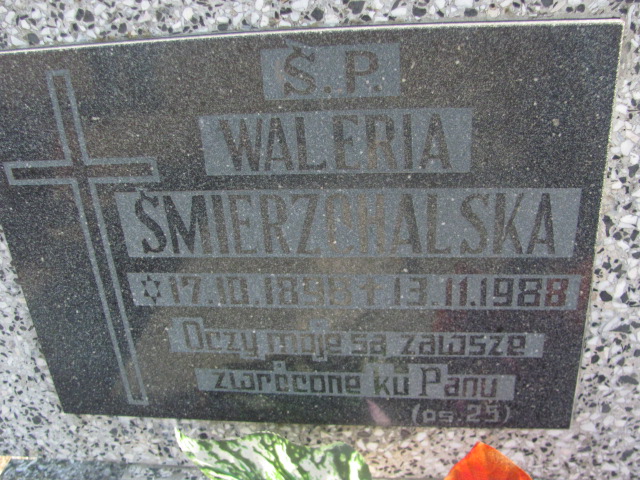 Ś.P.
WALERIA
ŚMIERZCHALSKA
✡17.10.1896 † 13.11.1988
Oczy moje są zawsze
zwrócone ku Panu
(ps.25)